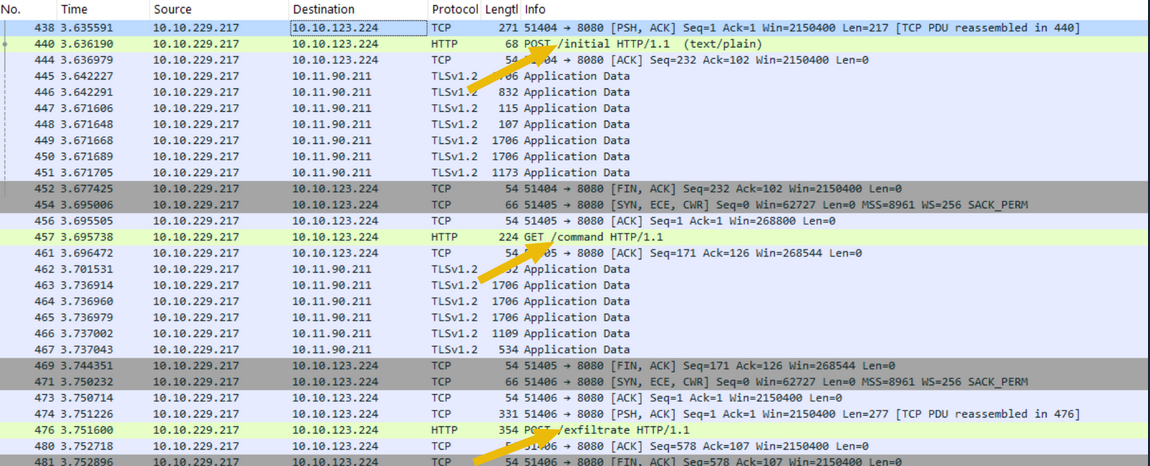 No. Time Source Destination Protocol Lengtl Info
438 3.635591 10.10.229.217 10.10.123.224 TCP 271 51404 → 8080 [PSH, ACK] Seq=1 Ack=1 Win=2150400 Len=217 [TCP PDU reassembled in 440]
440 3.636190 10.10.229.217 10.10.123.224 HTTP 68 POST /initial HTTP/1.1 (text/plain)
444 3.636979 10.10.229.217 10.10.123.224 TCP 54 → 8080 [ACK] Seq=232 Ack=102 Win=2150400 Len=0
445 3.642227 10.10.229.217 10.11.90.211 TLSv1.2 Application Data
446 3.642291 10.10.229.217 10.11.90.211 TLSv1.2 832 Application Data
447 3.671606 10.10.229.217 10.11.90.211 TLSv1.2 115 Application Data
448 3.671648 10.10.229.217 10.11.90.211 TLSv1.2 107 Application Data
449 3.671668 10.10.229.217 10.11.90.211 TLSv1.2 1706 Application Data
450 3.671689 10.10.229.217 10.11.90.211 TLSv1.2 1706 Application Data
451 3.671705 10.10.229.217 10.11.90.211 TLSv1.2 1173 Application Data
452 3.677425 10.10.229.217 10.10.123.224 TCP 54 51404 → 8080 [FIN, ACK] Seq=232 Ack=102 Win=2150400 Len=0
454 3.695006 10.10.229.217 10.10.123.224 TCP 66 51405 → 8080 [SYN, ECE, CWR] Seq=0 Win=62727 Len=0 MSS=8961 WS=256 SACK_PERM
456 3.695505 10.10.229.217 10.10.123.224 TCP 54 51405 → 8080 [ACK] Seq=1 Ack=1 Win=268800 Len=0
457 3.695738 10.10.229.217 10.10.123.224 HTTP 224 GET /command HTTP/1.1
461 3.696472 10.10.229.217 10.10.123.224 TCP 54 → 8080 [ACK] Seq=171 Ack=126 Win=268544 Len=0
462 3.701531 10.10.229.217 10.11.90.211 TLSv1.2 Application Data
463 3.736914 10.10.229.217 10.11.90.211 TLSv1.2 1706 Application Data
464 3.736960 10.10.229.217 10.11.90.211 TLSv1.2 1706 Application Data
465 3.736979 10.10.229.217 10.11.90.211 TLSv1.2 1706 Application Data
466 3.737002 10.10.229.217 10.11.90.211 TLSv1.2 1109 Application Data
467 3.737043 10.10.229.217 10.11.90.211 TLSv1.2 534 Application Data
469 3.744351 10.10.229.217 10.10.123.224 TCP 54 51405 → 8080 [FIN, ACK] Seq=171 Ack=126 Win=268544 Len=0
471 3.750232 10.10.229.217 10.10.123.224 TCP 66 51406 → 8080 [SYN, ECE, CWR] Seq=0 Win=62727 Len=0 MSS=8961 WS=256 SACK_PERM
473 3.750714 10.10.229.217 10.10.123.224 TCP 54 51406 → 8080 [ACK] Seq=1 Ack=1 Win=2150400 Len=0
474 3.751226 10.10.229.217 10.10.123.224 TCP 331 51406 → 8080 [PSH, ACK] Seq=1 Ack=1 Win=2150400 Len=277 [TCP PDU reassembled in 476]
476 3.751600 10.10.229.217 10.10.123.224 HTTP 354 POST /exfiltrate HTTP/1.1
480 3.752718 10.10.229.217 10.10.123.224 TCP → 8080 [ACK] Seq=578 Ack=107 Win=2150400 Len=0
481 3.752896 10.10.229.217 10.10.123.224 TCP 54 51406 → 8080 [FIN, ACK] Seq=578 Ack=107 Win=2150400 Len=0